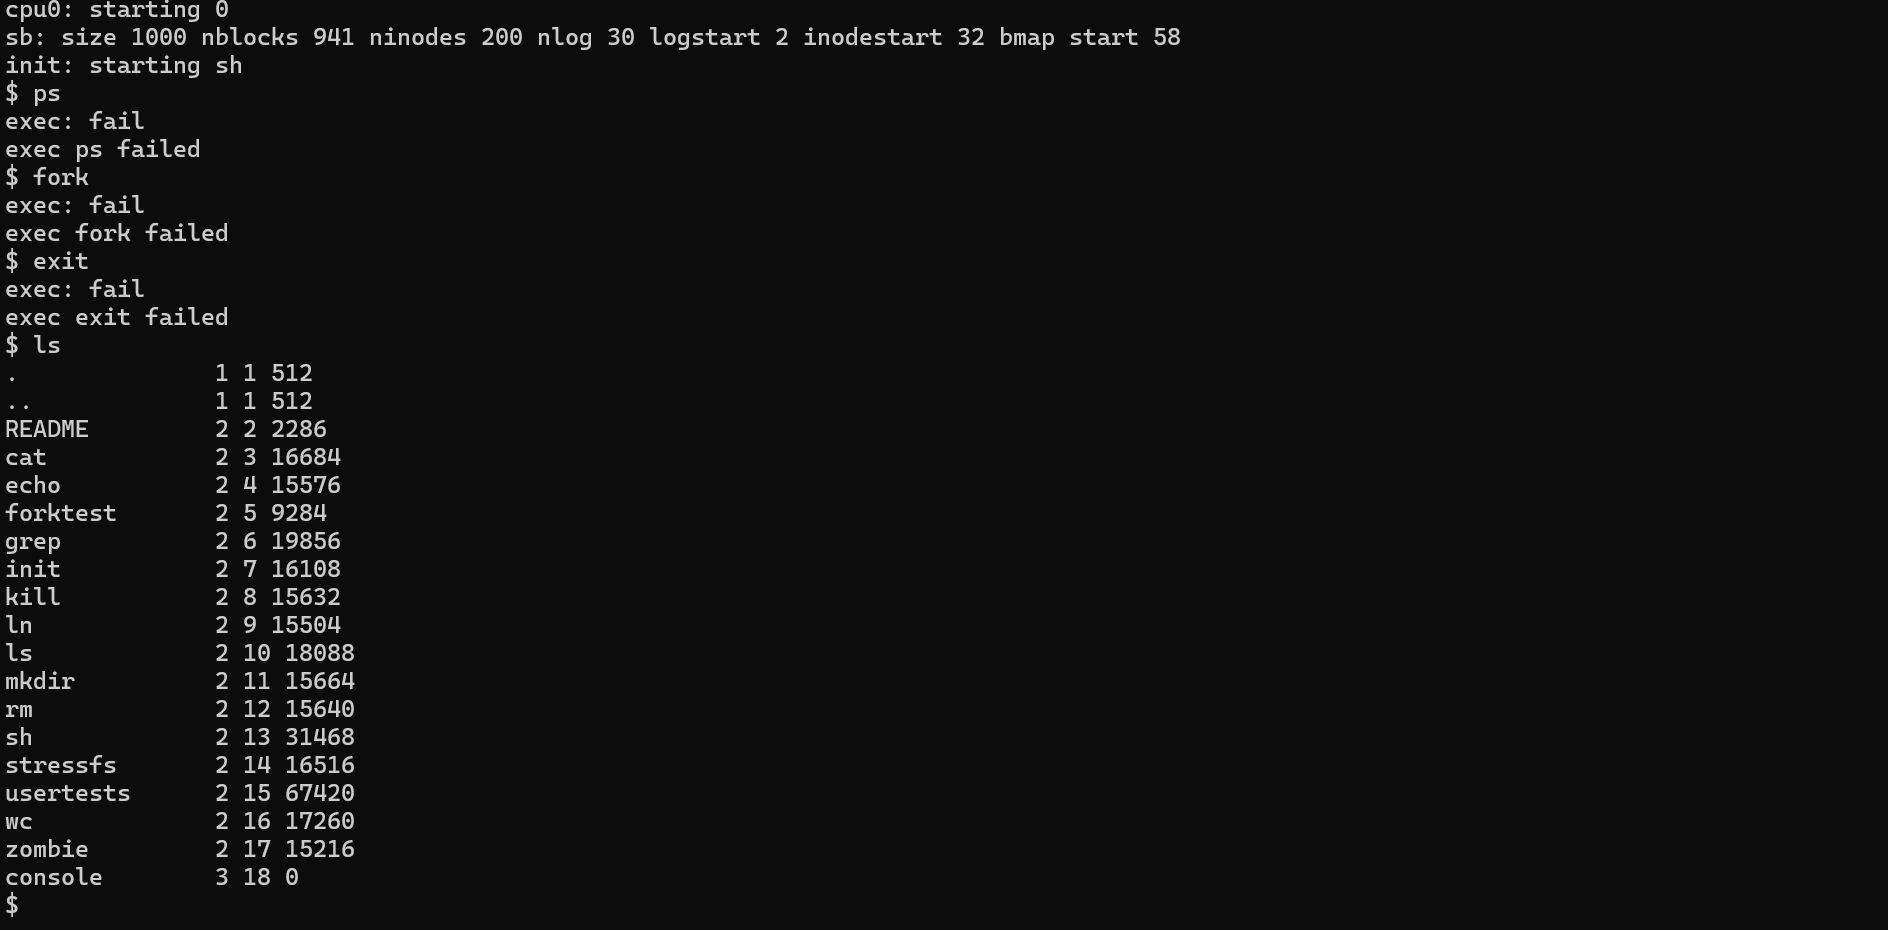 cpu0: starting 0
sb: size 1000 nblocks 941 ninodes 200 nlog 30 logstart 2 inodestart 32 bmap start 58
init: starting sh
$ ps
exec: fail
exec ps failed
$ fork
exec: fail
exec fork failed
$ exit
exec: fail
exec exit failed
$ ls
.              1 1 512
..             1 1 512
README         2 2 2286
cat            2 3 16684
echo           2 4 15576
forktest       2 5 9284
grep           2 6 19856
init           2 7 16108
kill           2 8 15632
ln             2 9 15504
ls             2 10 18088
mkdir          2 11 15664
rm             2 12 15640
sh             2 13 31468
stressfs       2 14 16516
usertests      2 15 67420
wc             2 16 17260
zombie         2 17 15216
console        3 18 0
$